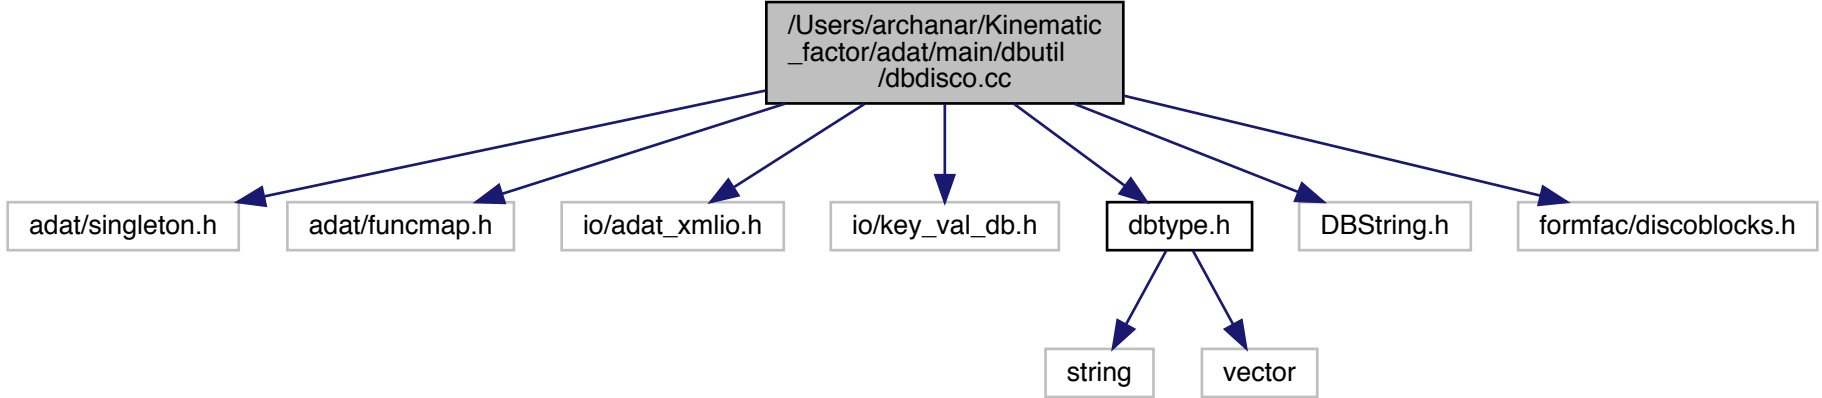 /Users/archanar/Kinematic
_factor/adat/main/dbutil
/dbdisco.cc
adat/singleton.h
adat/funcmap.h
io/adat_xmlio.h
io/key_val_db.h
dbtype.h
DBString.h
formfac/discoblocks.h
string
vector